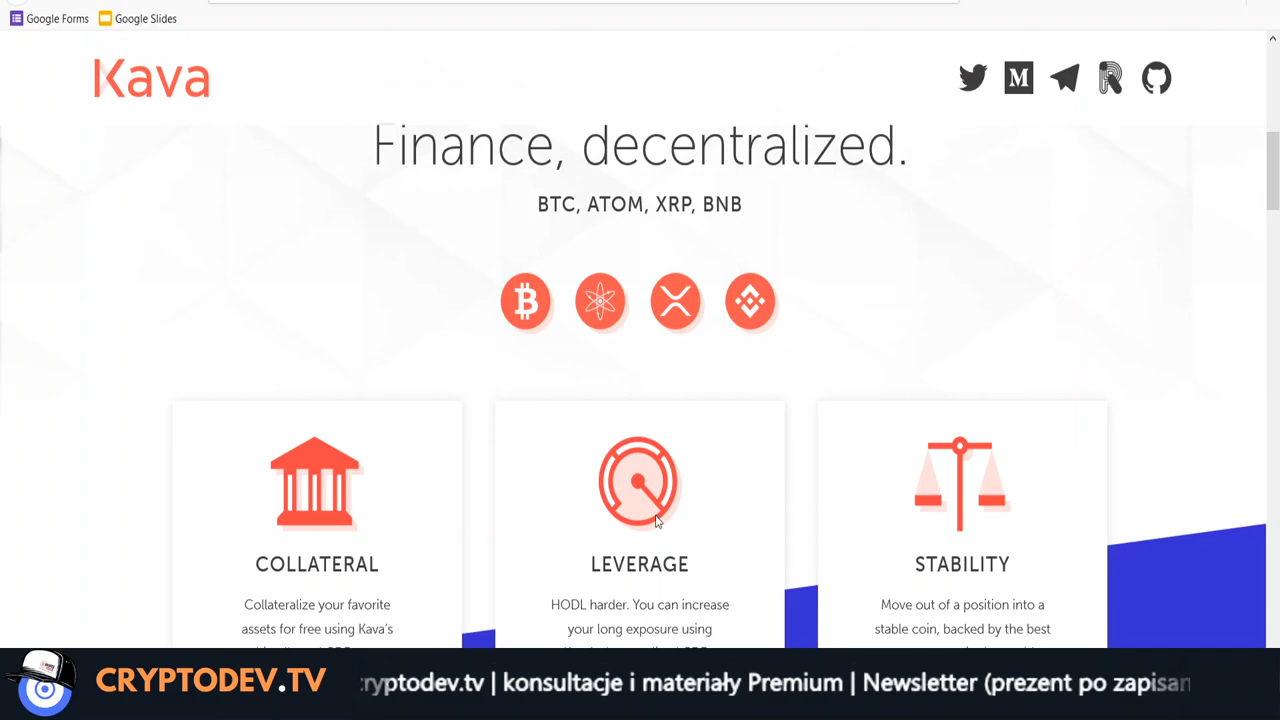 Google Forms
Google Slides
Kava
Finance, decentralized.
BTC, ATOM, XRP, BNB
COLLATERAL
Collateralize your favorite
assets for free using Kava's
LEVERAGE
HODL harder. You can increase
your long exposure using
STABILITY
Move out of a position into a
stable coin, backed by the best
CRYPTODEV.TV
cryptodev.tv | konsultacje i materiały Premium | Newsletter (prezent po zapisan